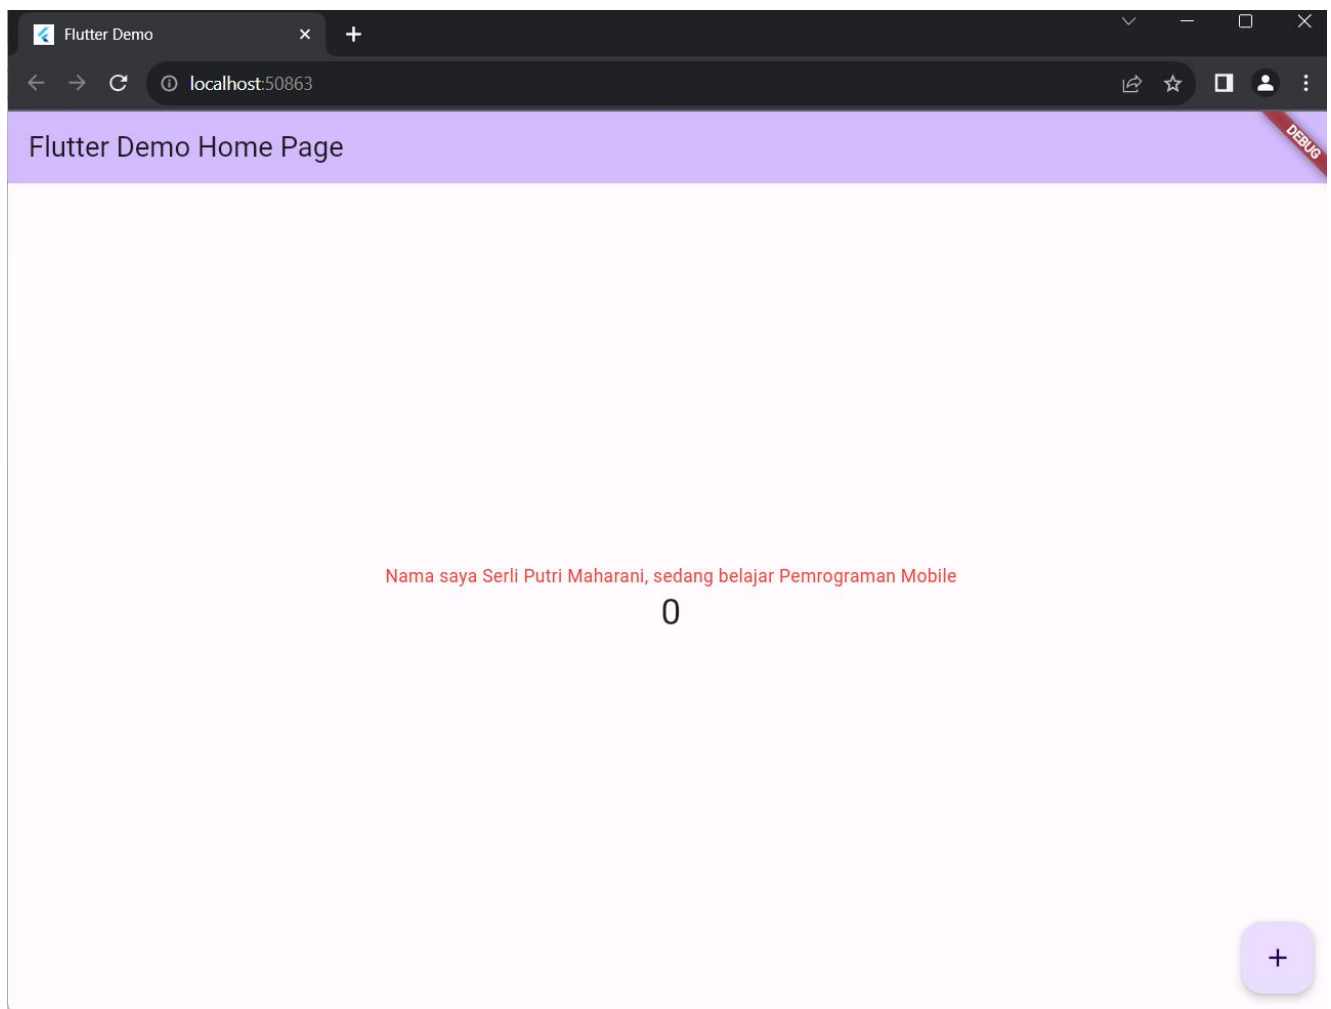 Flutter Demo
localhost:50863
Flutter Demo Home Page
DEBUG
Nama saya Serli Putri Maharani, sedang belajar Pemrograman Mobile
0